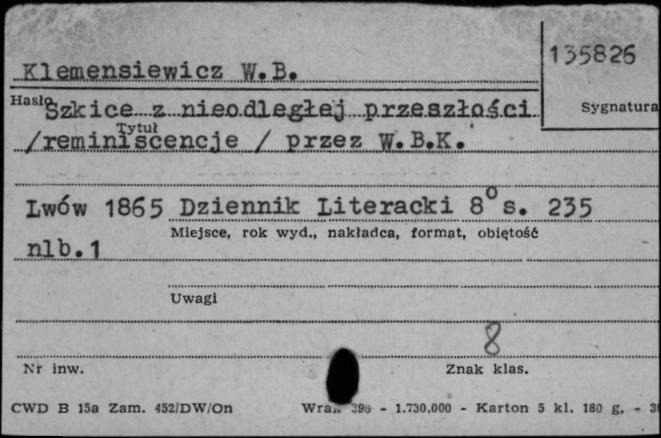 Klemensiewicz W.B.
135826
Hasło
Sygnatura
Szkice z nieodległej przeszłości
Tytuł
/reminiscencje / przez W.B.K.
Lwów 1865 Dziennik Literacki 8° s. 235
Miejsce, rok wyd., nakładca, format, objętość
nlb.1
Uwagi
8
Nr inw.
Znak klas.
CWD B 15a Zam. 452/DW/On
- 1.730.000 - Karton 5 kl. 180 g, -